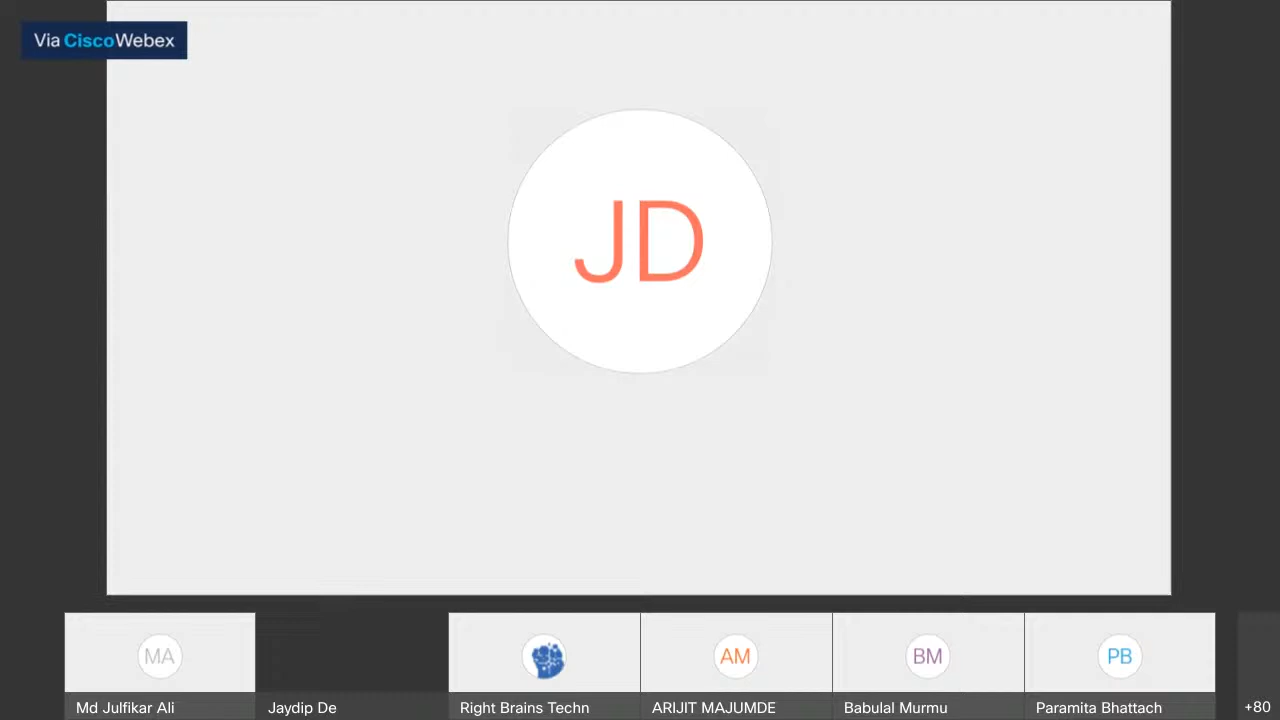 Via CiscoWebex
JD
MA
AM
BM
PB
Md Julfikar Ali
Jaydip De
Right Brains Techn
ARIJIT MAJUMDE
Babulal Murmu
Paramita Bhattach
+80